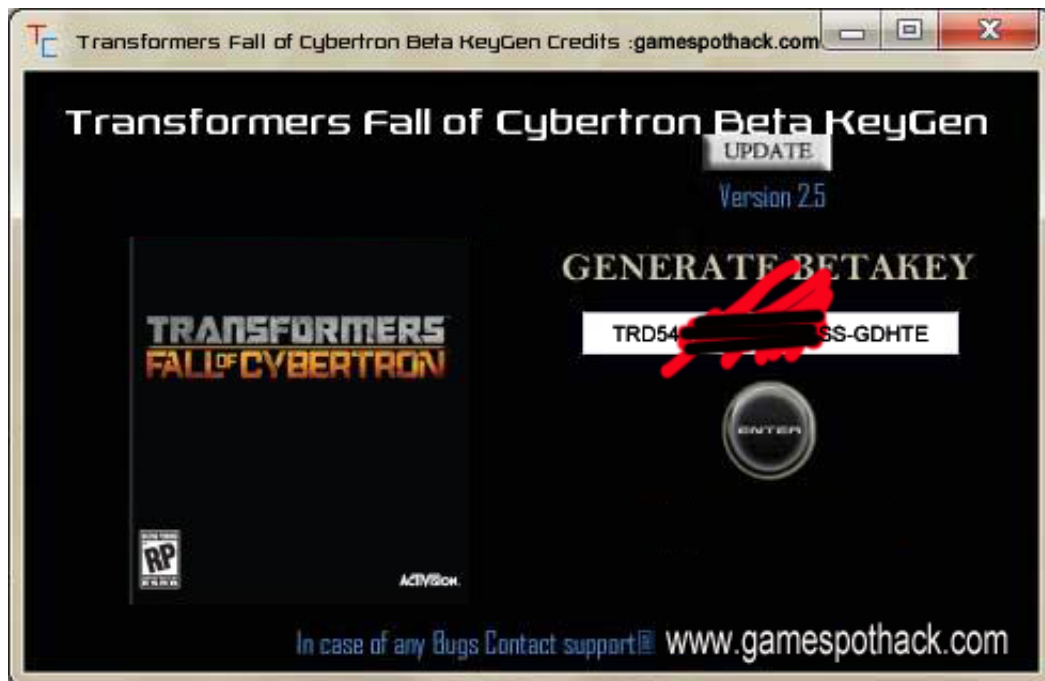 Transformers Fall of Cybertron Beta KeyGen Credits :gamespothack.com
Transformers Fall of Cybertron Beta KeyGen
UPDATE
Version 2.5
GENERATE BETAKEY
TRD54 SS-GDHTE
TRANSFORMERS
FALL OF CYBERTRON
ENTER
RP
ESRB
ACTIVISION
In case of any Bugs Contact support www.gamespothack.com